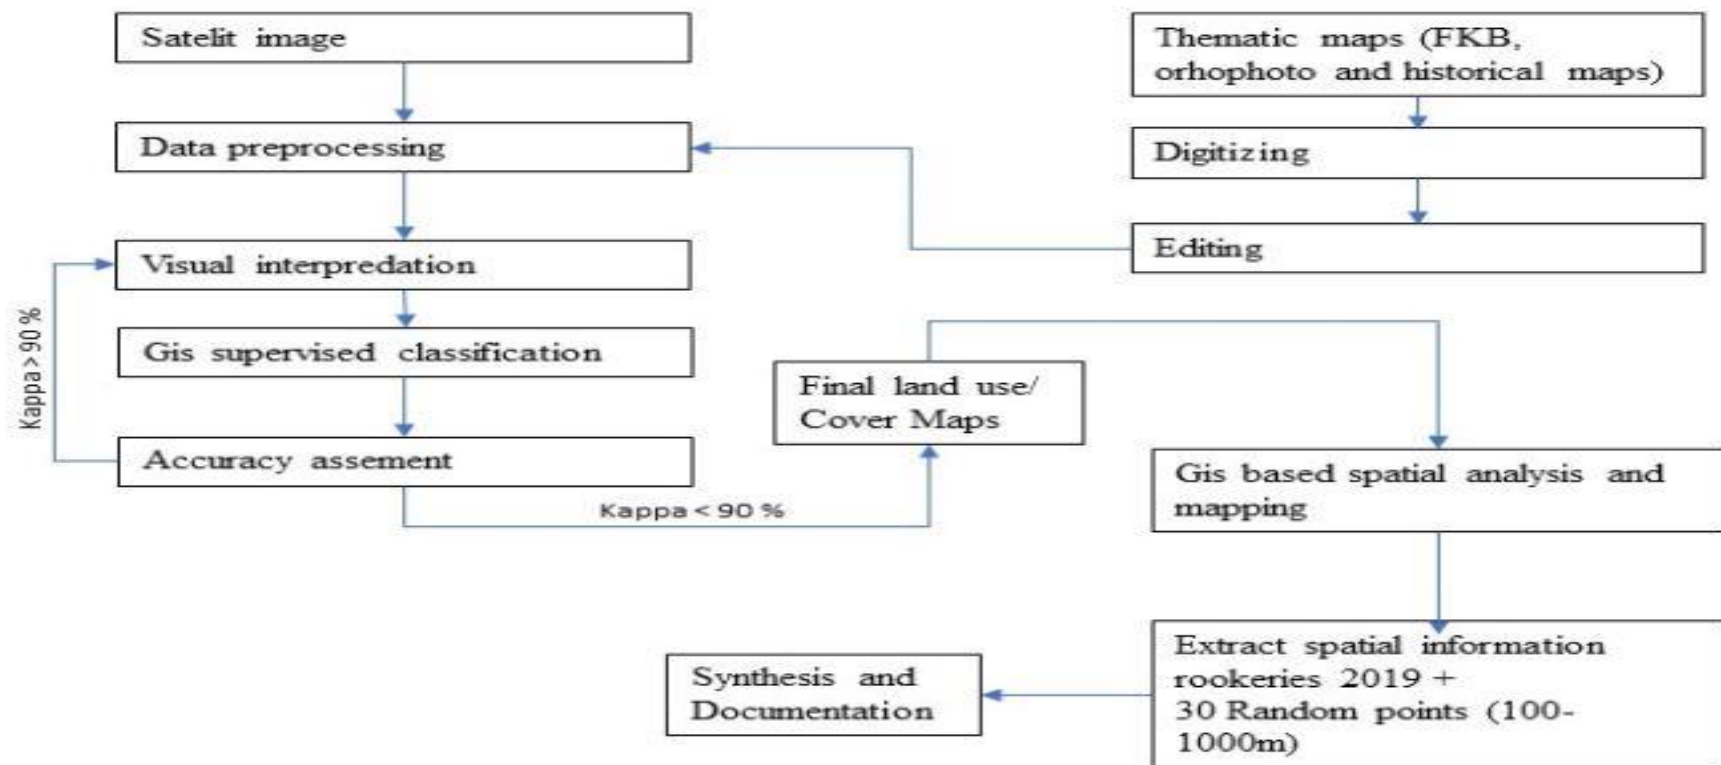 Satelit image
Data preprocessing
Visual interpredation
Gis supervised classification
Accuracy assement
Kappa > 90 %
Kappa < 90 %
Final land use/
Cover Maps
Thematic maps (FKB,
orhophoto and historical maps)
Digitizing
Editing
Gis based spatial analysis and
mapping
Extract spatial information
rookeries 2019 +
30 Random points (100-
1000m)
Synthesis and
Documentation